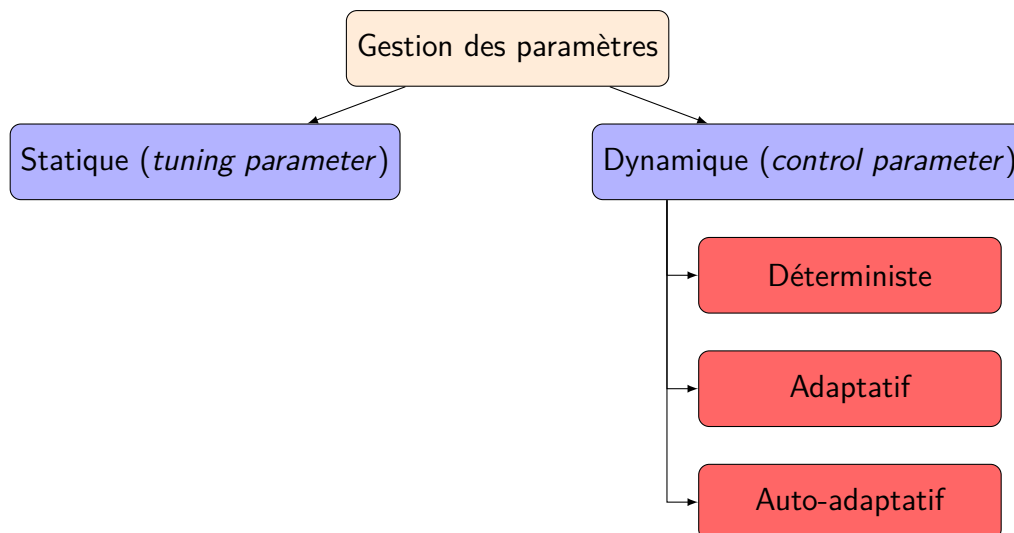 Gestion des paramètres
Statique (tuning parameter)
Dynamique (control parameter)
Déterministe
Adaptatif
Auto-adaptatif